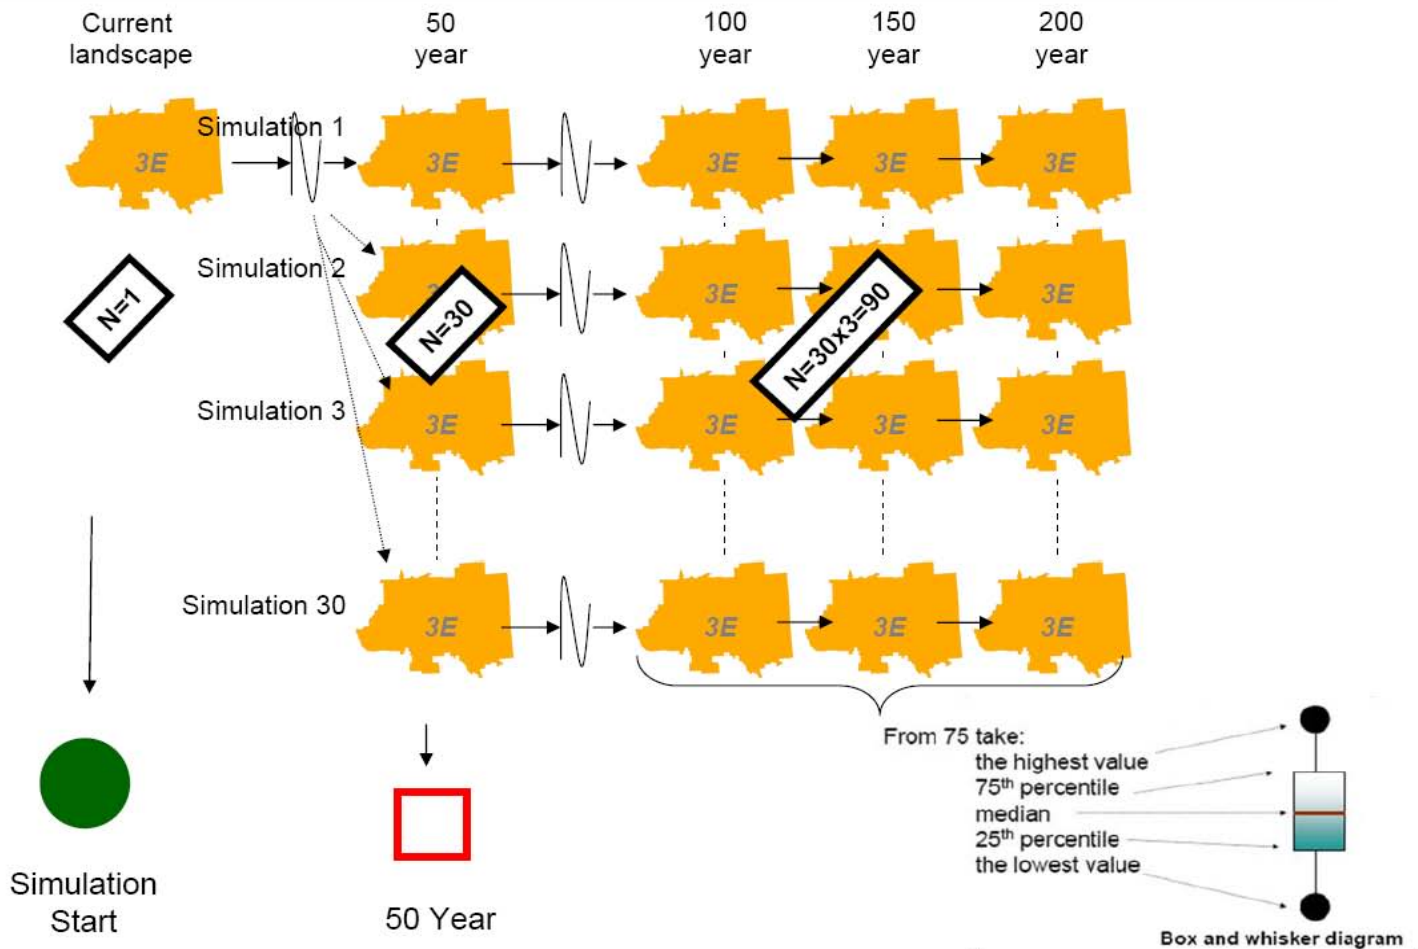 Current
landscape
50
year
100
year
150
year
200
year
Simulation 1
3E
3E
3E
3E
3E
Simulation 2
3E
3E
N=1
N=30
N=30x3=90
Simulation 3
3E
3E
3E
3E
Simulation 30
3E
3E
3E
3E
From 75 take:
the highest value
75th percentile
median
25th percentile
the lowest value
Box and whisker diagram
Simulation
Start
50 Year